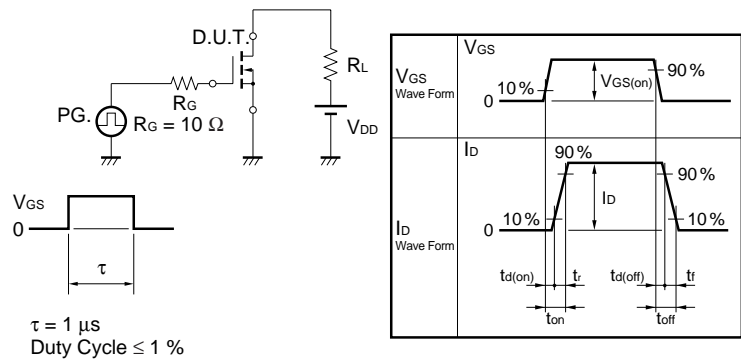 D.U.T.
RL
RG
PG.
RG = 10 Ω
VDD
VGS
0
τ
τ = 1 μs
Duty Cycle ≤ 1 %
VGS
Wave Form
VGS
10 %
0
VGS(on)
90 %
ID
Wave Form
ID
90 %
90 %
ID
10 %
10 %
0
td(on)
tr
td(off)
tf
ton
toff